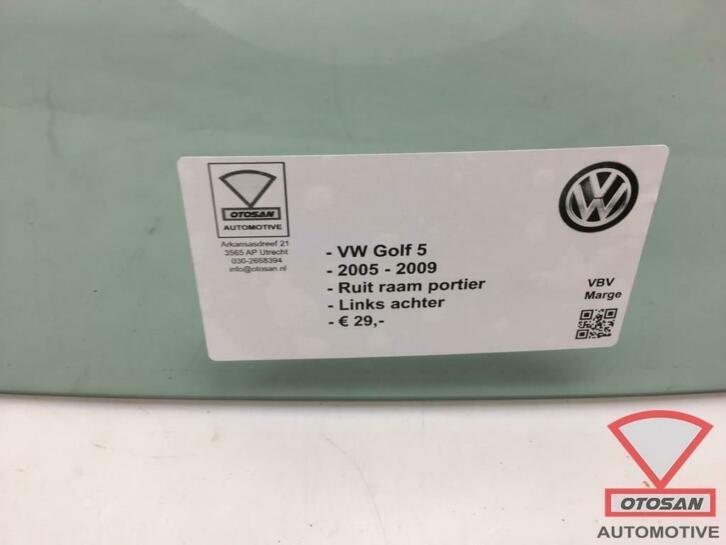 OTOSAN
AUTOMOTIVE
Arkansasdreef 21
3565 AP Utrecht
030-2668394
info@otosan.nl
- VW Golf 5
- 2005 - 2009
- Ruit raam portier
- Links achter
- € 29,-
VBV
Marge
OTOSAN
AUTOMOTIVE